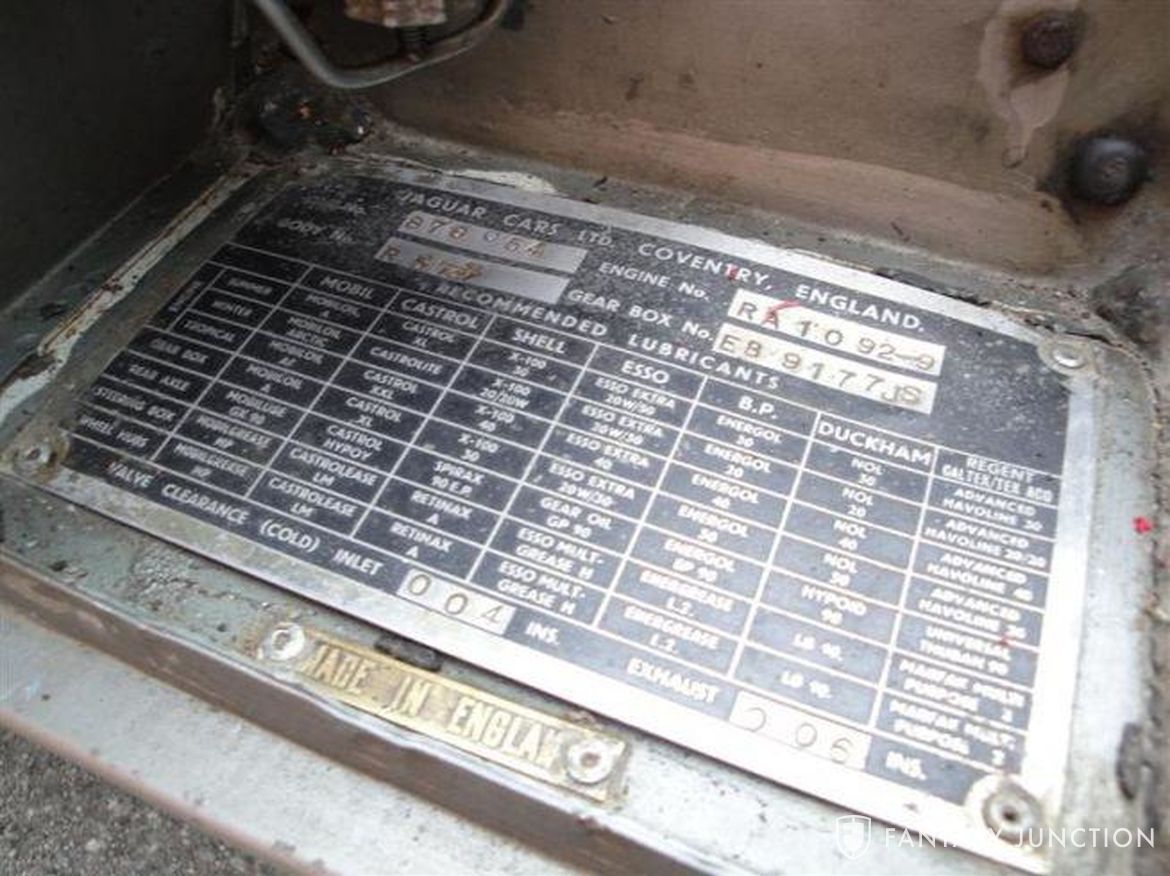 JAGUAR CARS LTD. COVENTRY, ENGLAND.
No. ENGINE No. RA 1092-9
BODY No. GEAR BOX No. EB 9177JS
RECOMMENDED LUBRICANTS
MOBIL CASTROL SHELL ESSO B.P. DUCKHAM REGENT CALTEX/TEX
SUMMER MOBILOIL A CASTROL XL X-100 30 ESSO EXTRA 20W/30 ENERGOL 30 NOL 30 ADVANCED HAVOLINE 30
WINTER MOBILOIL ARCTIC CASTROLITE X-100 20/20W ESSO EXTRA 20W/30 ENERGOL 20 NOL 20 ADVANCED HAVOLINE 20/20
TROPICAL MOBILOIL AF CASTROL XXL X-100 40 ESSO EXTRA 40 ENERGOL 40 NOL 40 ADVANCED HAVOLINE 40
GEAR BOX MOBILOIL A CASTROL XL X-100 30 ESSO EXTRA 20W/30 ENERGOL 30 NOL 30 ADVANCED HAVOLINE 30
REAR AXLE MOBILUBE GX.90 CASTROL HYPOY SPIRAX 90 E.P. GEAR OIL GP 90 ENERGOL EP 90 HYPOID 90 UNIVERSAL THUBAN 90
STEERING BOX MOBILGREASE MP CASTROLEASE LM RETINAX A ESSO MULT-GREASE H ENERGREASE L.2. LB 10. MARFAK MULTI PURPOSE 2
WHEEL HUBS MOBILGREASE MP CASTROLEASE LM RETINAX A ESSO MULT-GREASE H ENERGREASE L.2. LB 10. MARFAK MULTI. PURPOSE 2
VALVE CLEARANCE (COLD) INLET 004 INS. EXHAUST 006 INS.
MADE IN ENGLAN
FANTASY JUNCTION